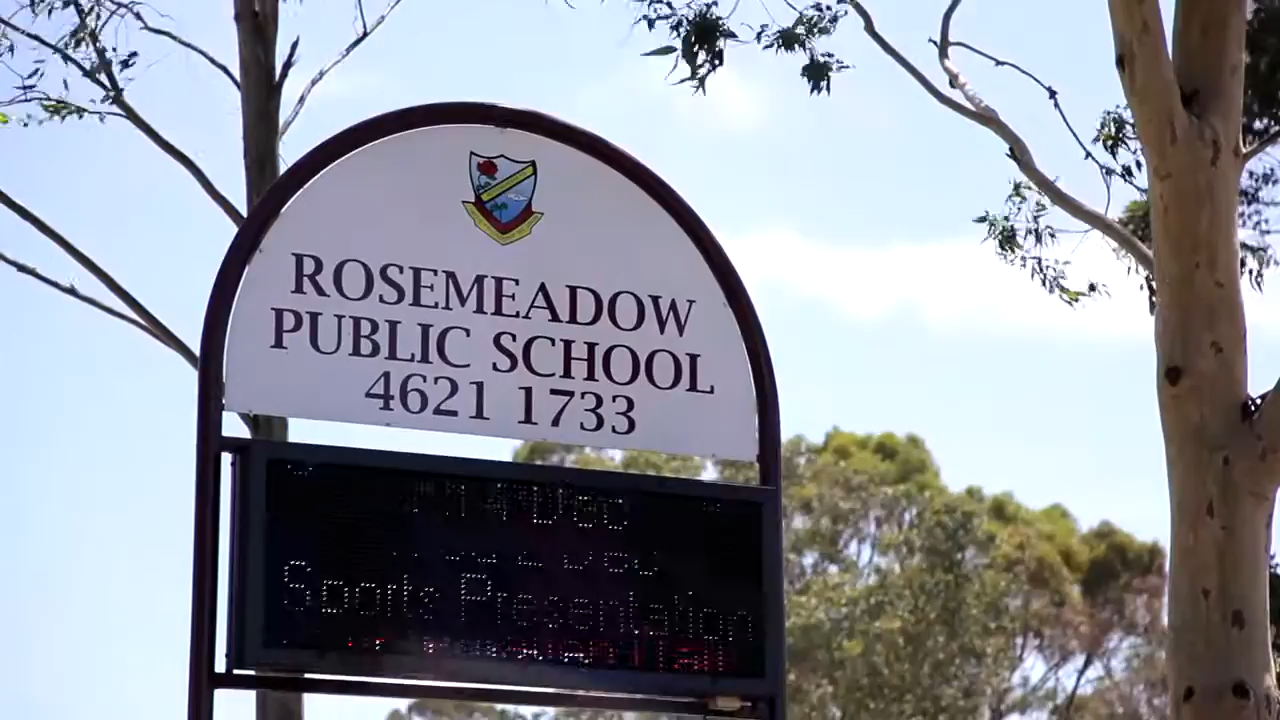 ROSEMEADOW
PUBLIC SCHOOL
4621 1733
Sports Presentation